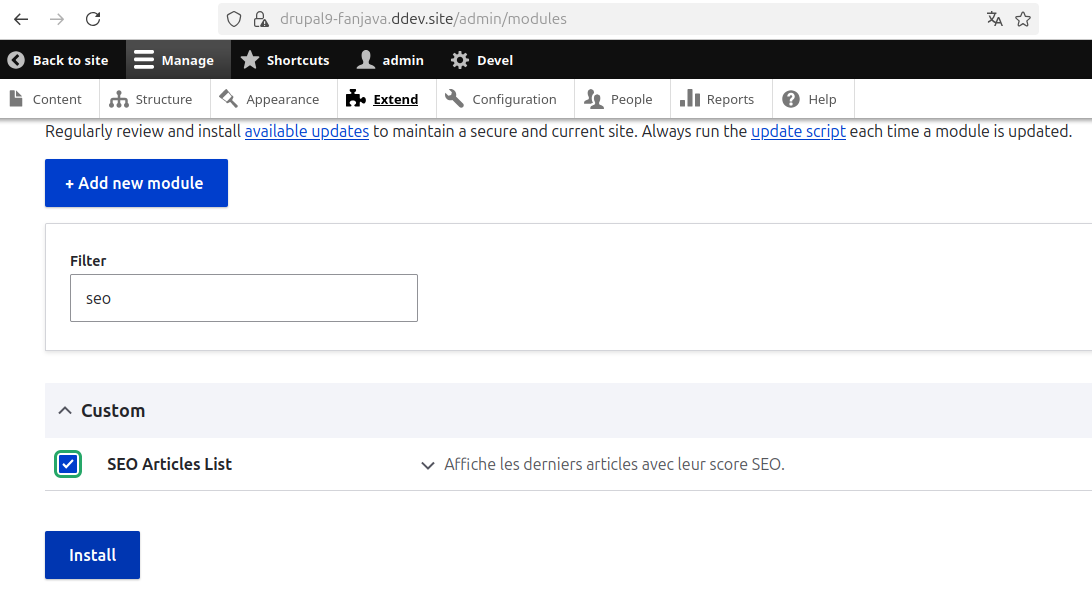 drupal9-fanjava.ddev.site/admin/modules
Back to site Manage Shortcuts admin Devel
Content Structure Appearance Extend Configuration People Reports Help
Regularly review and install available updates to maintain a secure and current site. Always run the update script each time a module is updated.
+ Add new module
Filter
seo
Custom
SEO Articles List Affiche les derniers articles avec leur score SEO.
Install